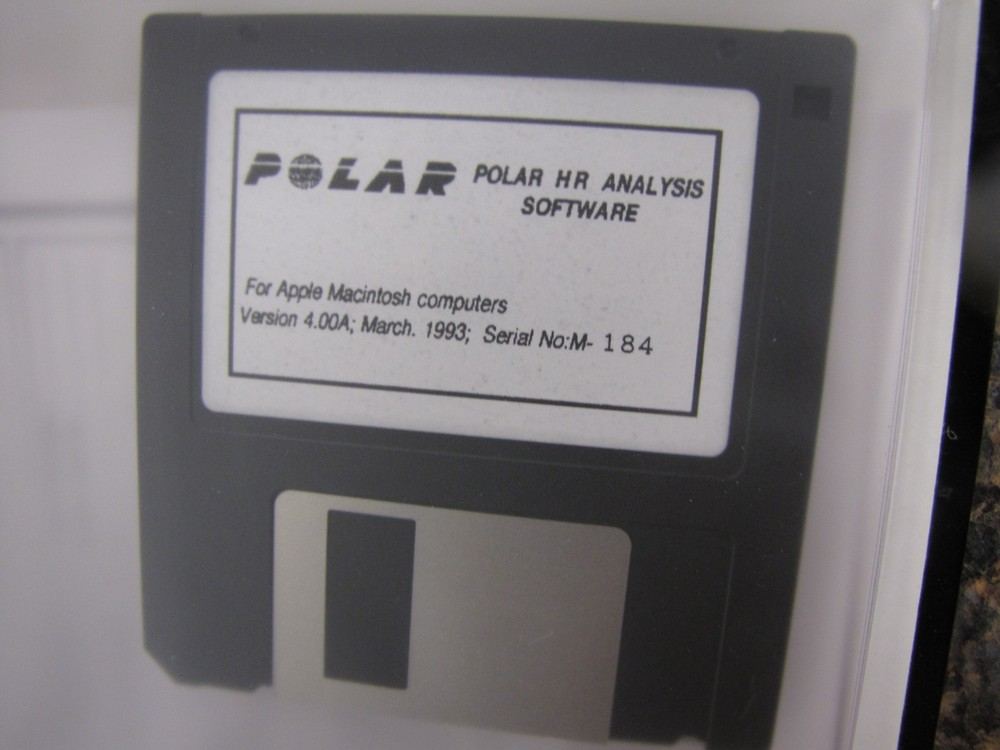 POLAR POLAR HR ANALYSIS
SOFTWARE
For Apple Macintosh computers
Version 4.00A; March. 1993; Serial No:M- 184